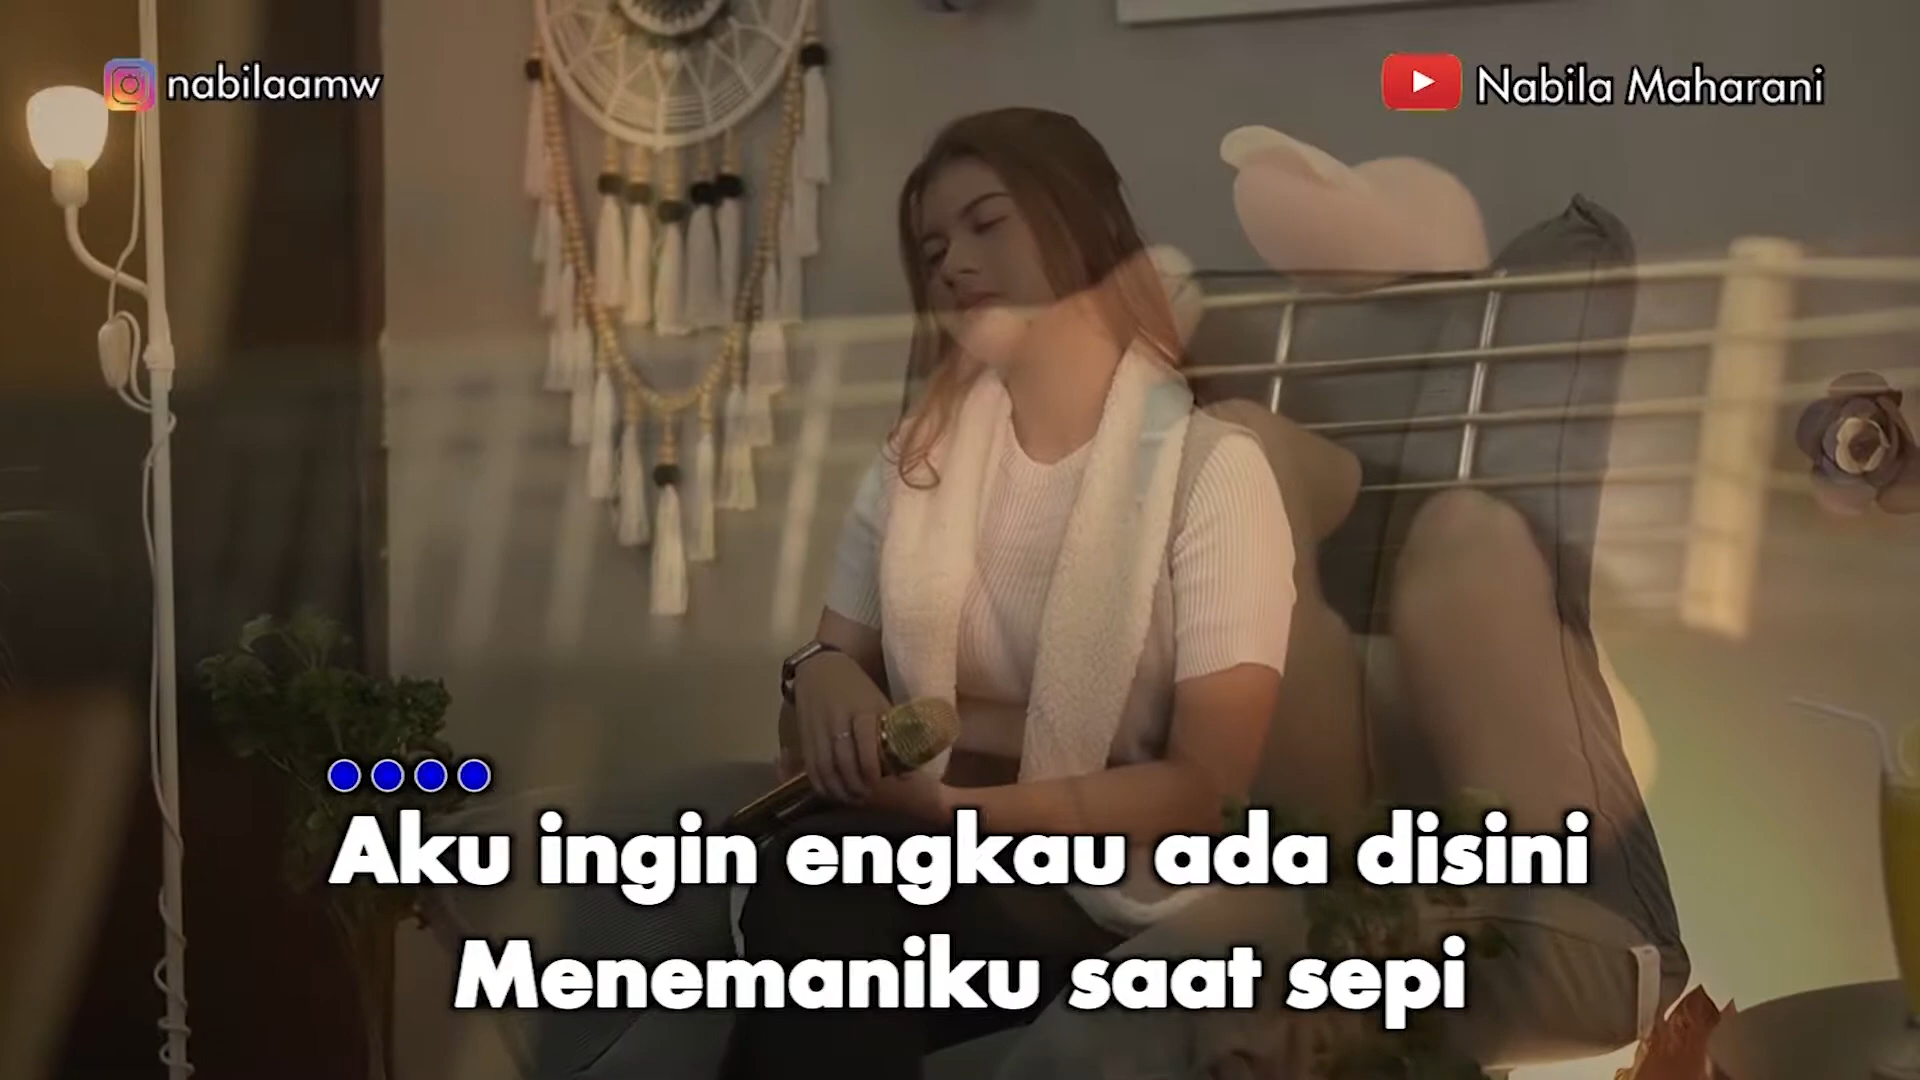 nabilaamw
Nabila Maharani
Aku ingin engkau ada disini
Menemaniku saat sepi